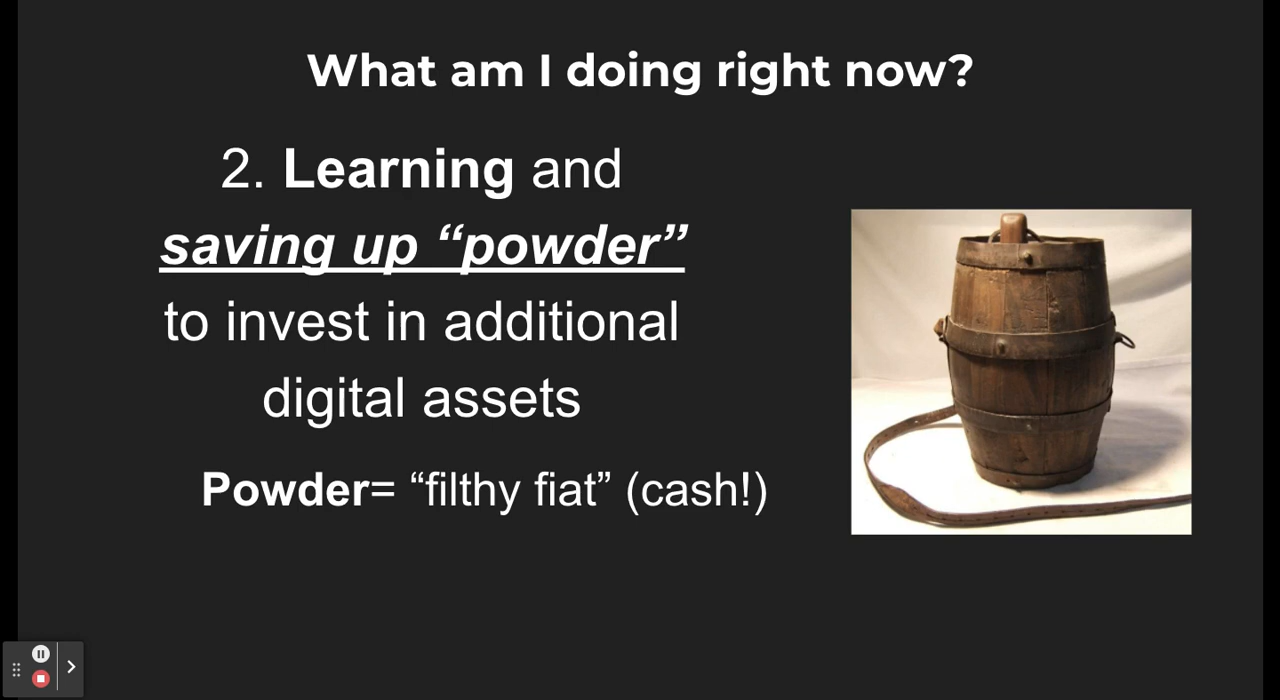 What am I doing right now?
2. Learning and
saving up “powder”
to invest in additional
digital assets
Powder= “filthy fiat” (cash!)